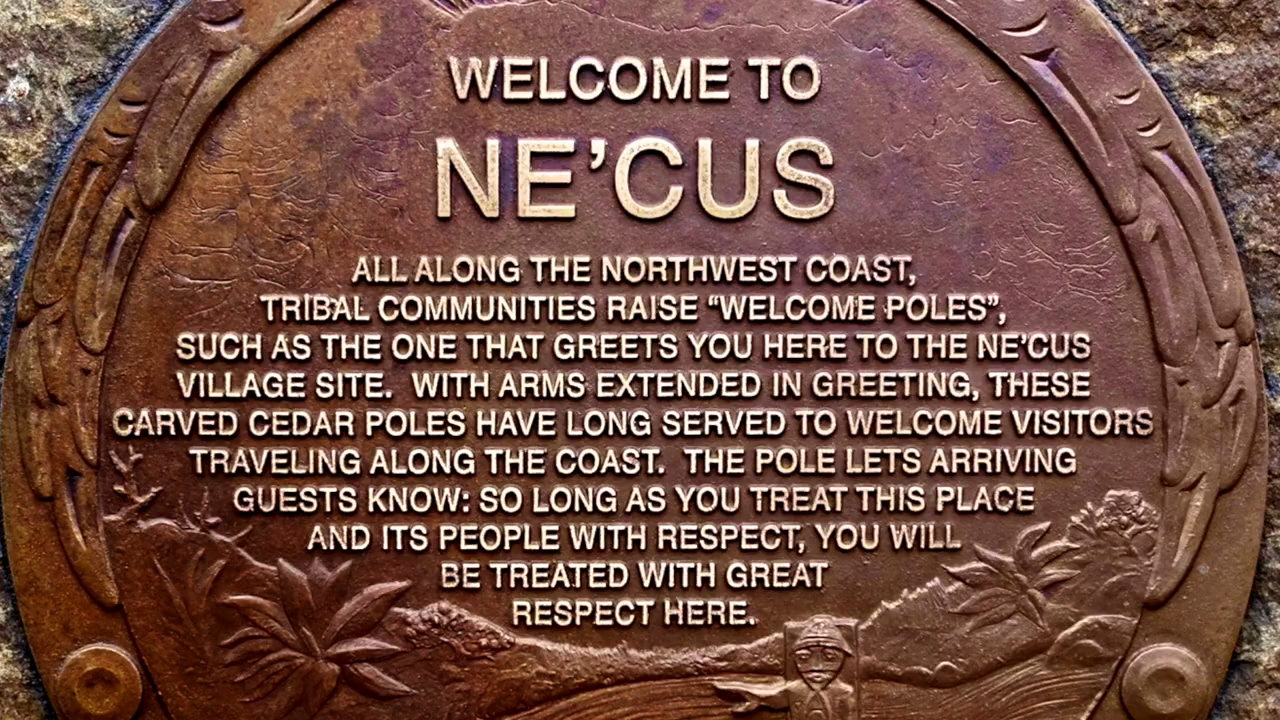 WELCOME TO
NE'CUS
ALL ALONG THE NORTHWEST COAST,
TRIBAL COMMUNITIES RAISE “WELCOME POLES”,
SUCH AS THE ONE THAT GREETS YOU HERE TO THE NE'CUS
VILLAGE SITE.  WITH ARMS EXTENDED IN GREETING, THESE
CARVED CEDAR POLES HAVE LONG SERVED TO WELCOME VISITORS
TRAVELING ALONG THE COAST.  THE POLE LETS ARRIVING
GUESTS KNOW: SO LONG AS YOU TREAT THIS PLACE
AND ITS PEOPLE WITH RESPECT, YOU WILL
BE TREATED WITH GREAT
RESPECT HERE.